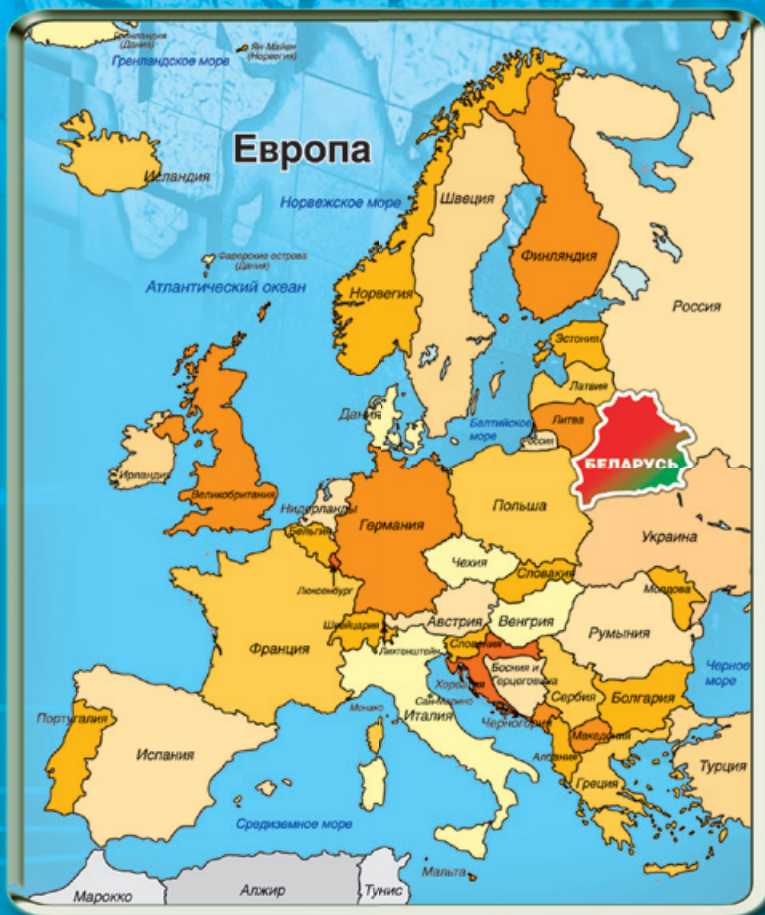 Гренландия
(Дания)
Ян-Майен
(Норвегия)
Гренландское море
Европа
Исландия
Швеция
Норвежское море
Фарерские острова
(Дания)
Финляндия
Атлантический океан
Норвегия
Россия
Эстония
Латвия
Дания
Балтийское
море
Литва
Россия
БЕЛАРУСЬ
Ирландия
Великобритания
Нидерланды
Польша
Германия
Бельгия
Украина
Чехия
Словакия
Люксембург
Молдова
Швейцария
Австрия
Венгрия
Румыния
Франция
Лихтенштейн
Словения
Босния и
Герцеговина
Черное
море
Хорватия
Сан-Марино
Сербия
Болгария
Монако
Италия
Португалия
Черногория
Македония
Испания
Албания
Турция
Греция
Средиземное море
Мальта
Марокко
Алжир
Тунис